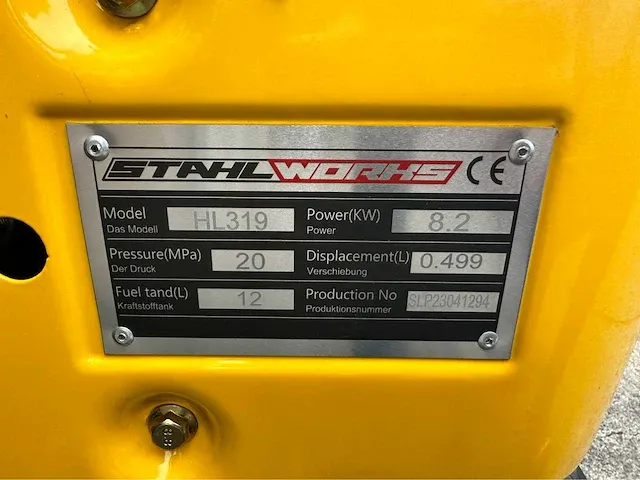 STAHLWORKS CE
Model HL319 Power(KW) 8.2
Das Modell Power
Pressure(MPa) 20 Displacement(L) 0.499
Der Druck Verschiebung
Fuel tand(L) 12 Production No SLP23041294
Kraftstofftank Produktionsnummer